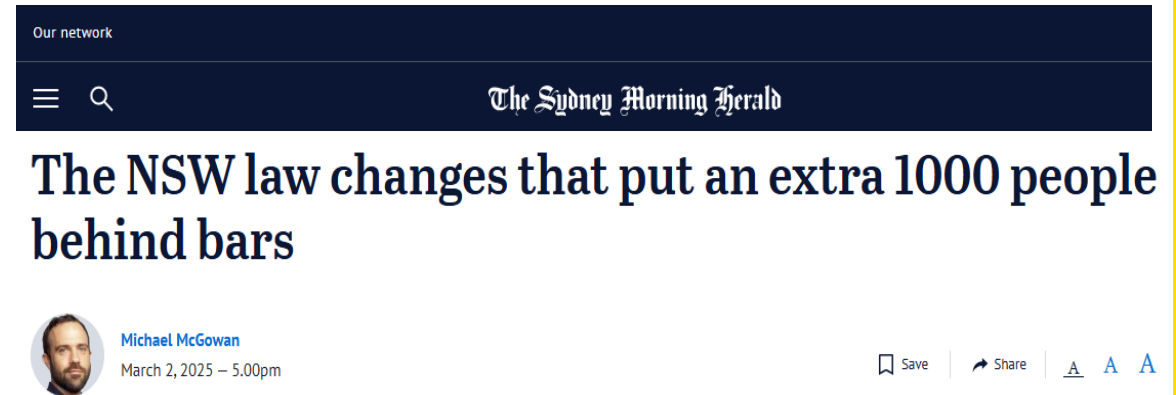 Our network
The Sydney Morning Herald
The NSW law changes that put an extra 1000 people
behind bars
Michael McGowan
March 2, 2025 — 5.00pm
Save
Share
A
A
A